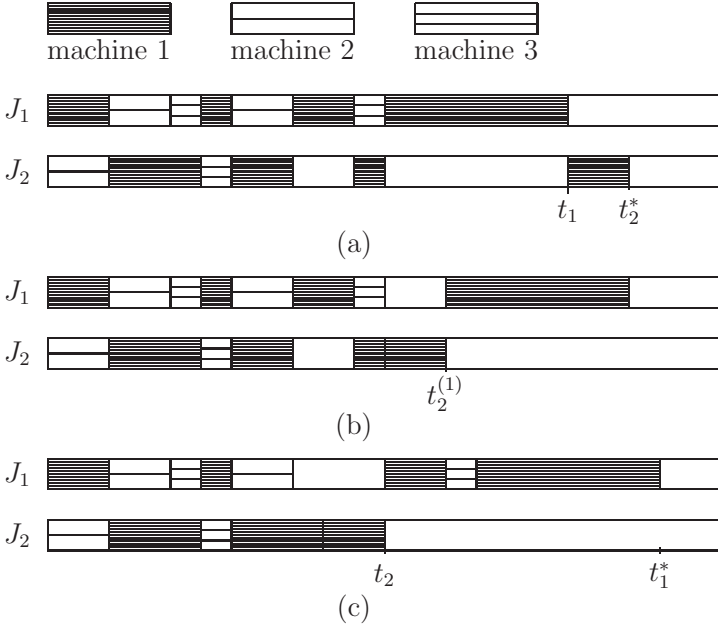 machine 1 machine 2 machine 3
J₁
J₂
t₁ t₂*
(a)
J₁
J₂
t₂⁽¹⁾
(b)
J₁
J₂
t₂ t₁*
(c)